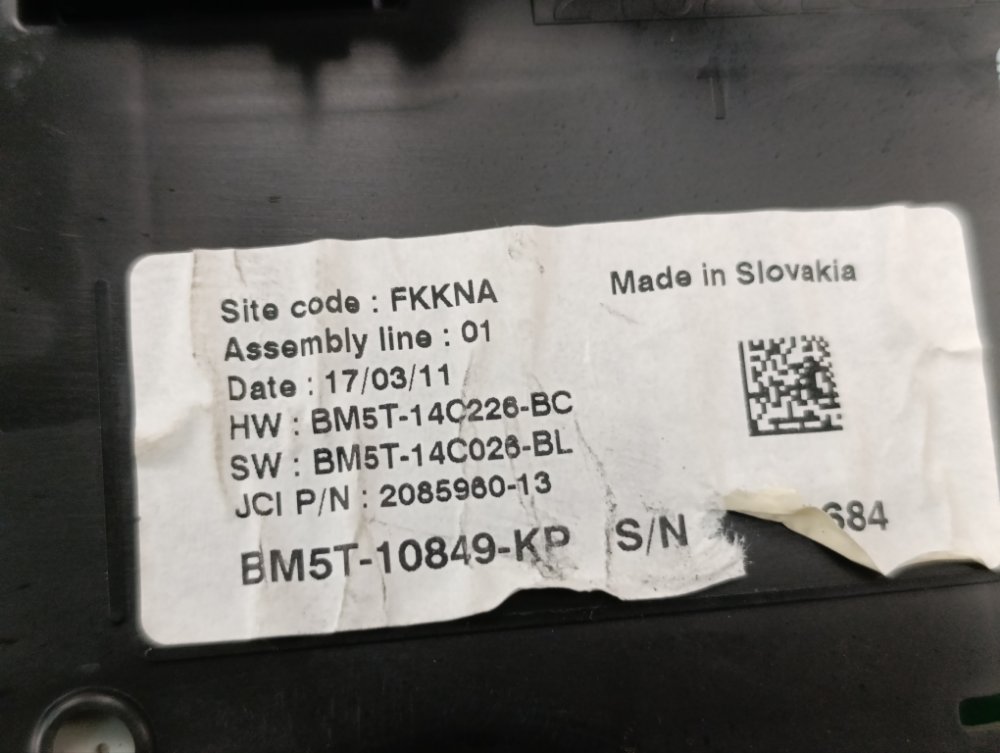 Site code : FKKNA
Made in Slovakia
Assembly line : 01
Date : 17/03/11
HW : BM5T-14C226-BC
SW : BM5T-14C026-BL
JCI P/N : 2085960-13
BM5T-10849-KP S/N 684